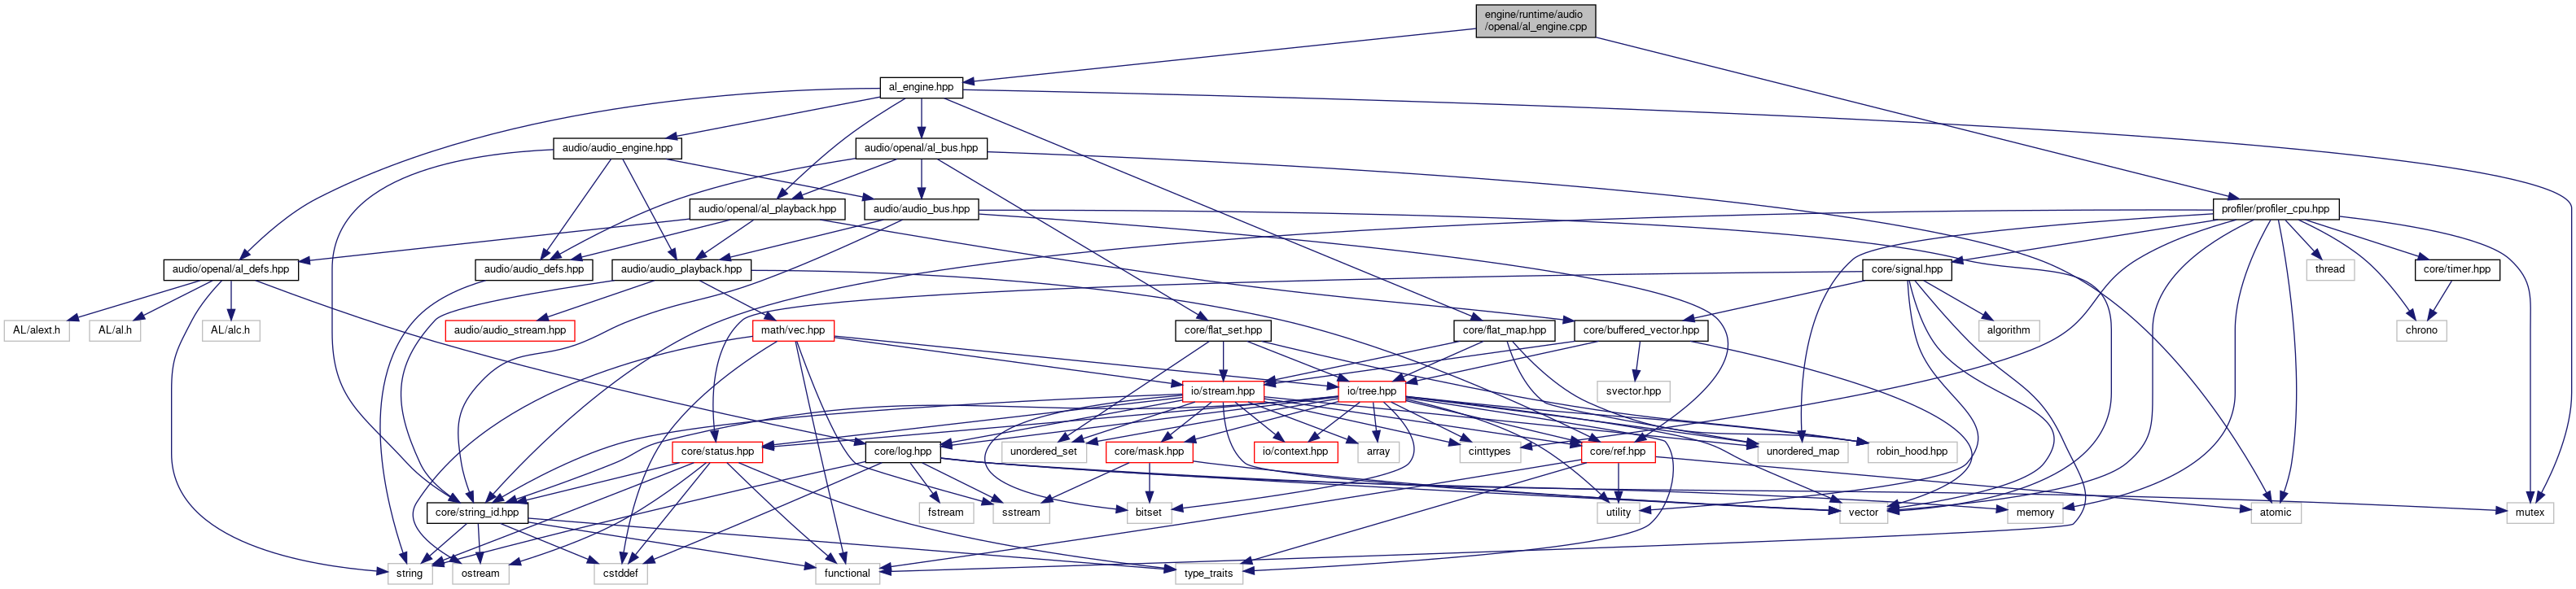 engine/runtime/audio
/openal/al_engine.cpp
al_engine.hpp
audio/audio_engine.hpp
audio/openal/al_bus.hpp
audio/openal/al_playback.hpp
audio/audio_bus.hpp
profiler/profiler_cpu.hpp
audio/openal/al_defs.hpp
audio/audio_defs.hpp
audio/audio_playback.hpp
core/signal.hpp
thread
core/timer.hpp
AL/alext.h
AL/al.h
AL/alc.h
audio/audio_stream.hpp
math/vec.hpp
core/flat_set.hpp
core/flat_map.hpp
core/buffered_vector.hpp
algorithm
chrono
io/stream.hpp
io/tree.hpp
svector.hpp
core/status.hpp
core/log.hpp
unordered_set
core/mask.hpp
io/context.hpp
array
cinttypes
core/ref.hpp
unordered_map
robin_hood.hpp
core/string_id.hpp
fstream
sstream
bitset
utility
vector
memory
atomic
mutex
string
ostream
cstddef
functional
type_traits